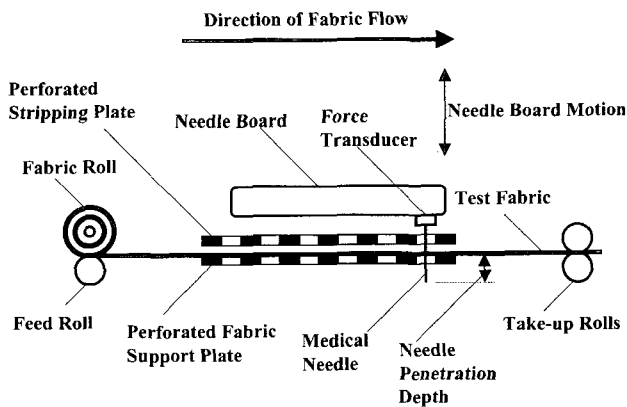 Direction of Fabric Flow
Perforated
Stripping Plate
Needle Board
Force
Transducer
Needle Board Motion
Fabric Roll
Test Fabric
Feed Roll
Perforated Fabric
Support Plate
Medical
Needle
Needle
Penetration
Depth
Take-up Rolls